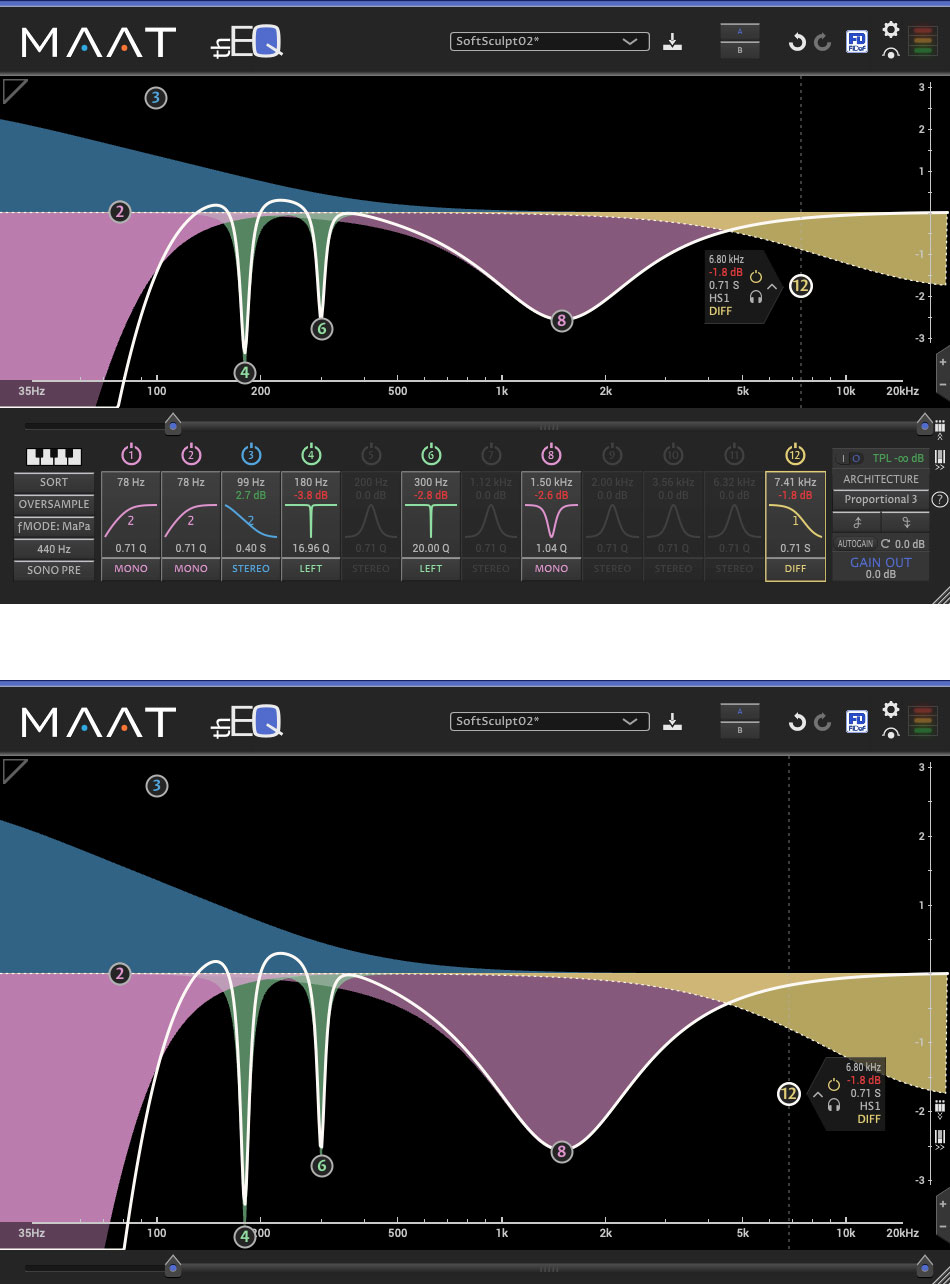 MAAT thEQ SoftSculpt02* A B FD FiDef
3
2
1
-1
-2
-3
3
2
4
6
8
12
6.80 kHz
-1.8 dB
0.71 S
HS1
DIFF
35Hz 100 200 500 1k 2k 5k 10k 20kHz
+
-
1 2 3 4 5 6 7 8 9 10 11 12 I O TPL -∞ dB
SORT 78 Hz 78 Hz 99 Hz 180 Hz 200 Hz 300 Hz 1.12 kHz 1.50 kHz 2.00 kHz 3.56 kHz 6.32 kHz 7.41 kHz ARCHITECTURE
2.7 dB -3.8 dB 0.0 dB -2.8 dB 0.0 dB -2.6 dB 0.0 dB 0.0 dB 0.0 dB -1.8 dB
OVERSAMPLE Proportional 3 ?
fMODE: MaPa 2 2 2 1
440 Hz 0.71 Q 0.71 Q 0.40 S 16.96 Q 0.71 Q 20.00 Q 0.71 Q 1.04 Q 0.71 Q 0.71 Q 0.71 Q 0.71 S AUTOGAIN 0.0 dB
SONO PRE MONO MONO STEREO LEFT STEREO LEFT STEREO MONO STEREO STEREO STEREO DIFF GAIN OUT
0.0 dB
MAAT thEQ SoftSculpt02* A B FD FiDef
3
2
1
-1
-2
-3
3
2
4
6
8
12
6.80 kHz
-1.8 dB
0.71 S
HS1
DIFF
35Hz 100 200 500 1k 2k 5k 10k 20kHz
+
-